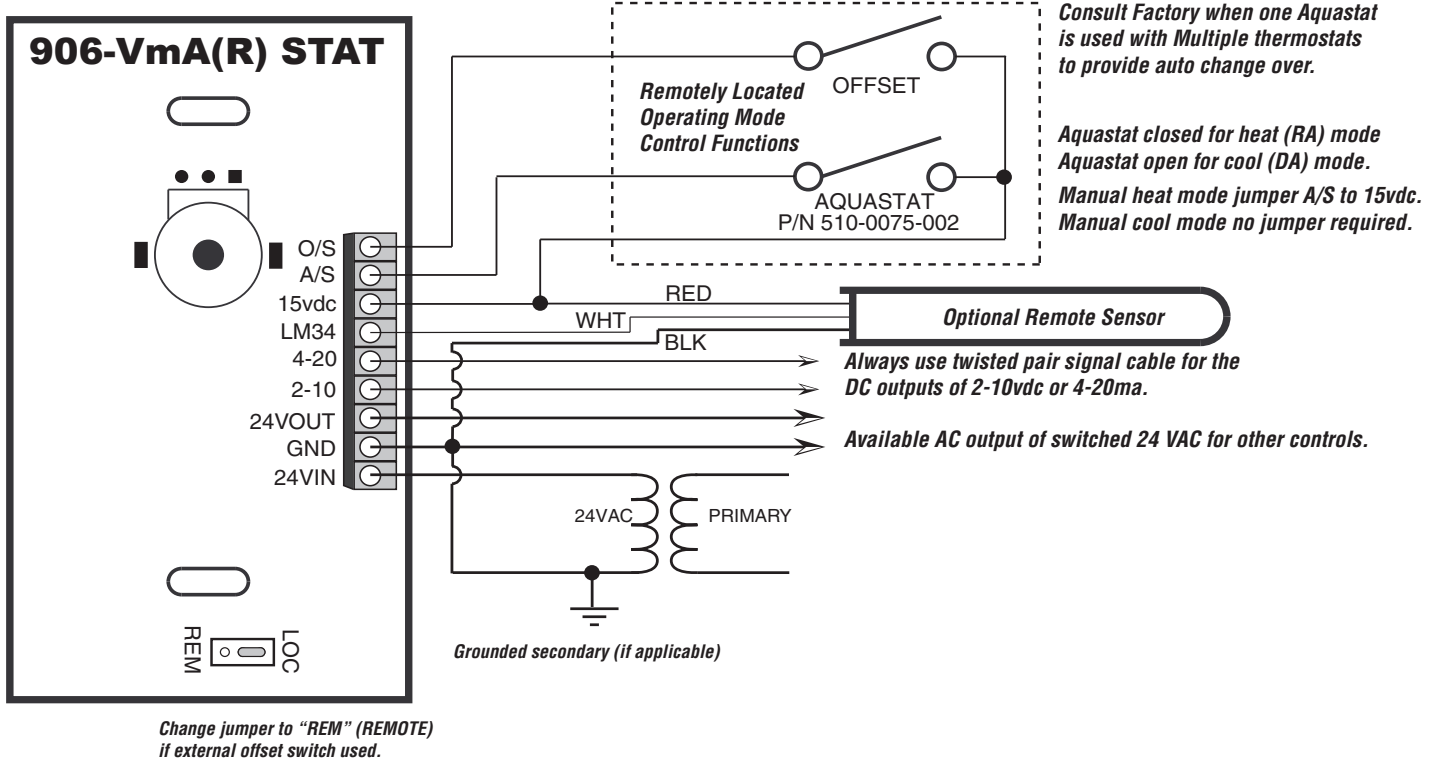 906-VmA(R) STAT
O/S
A/S
15vdc
LM34
4-20
2-10
24VOUT
GND
24VIN
REM
LOC
Change jumper to “REM” (REMOTE)
if external offset switch used.
Remotely Located
Operating Mode
Control Functions
OFFSET
AQUASTAT
P/N 510-0075-002
Consult Factory when one Aquastat
is used with Multiple thermostats
to provide auto change over.
Aquastat closed for heat (RA) mode
Aquastat open for cool (DA) mode.
Manual heat mode jumper A/S to 15vdc.
Manual cool mode no jumper required.
RED
WHT
BLK
Optional Remote Sensor
Always use twisted pair signal cable for the
DC outputs of 2-10vdc or 4-20ma.
Available AC output of switched 24 VAC for other controls.
24VAC
PRIMARY
Grounded secondary (if applicable)